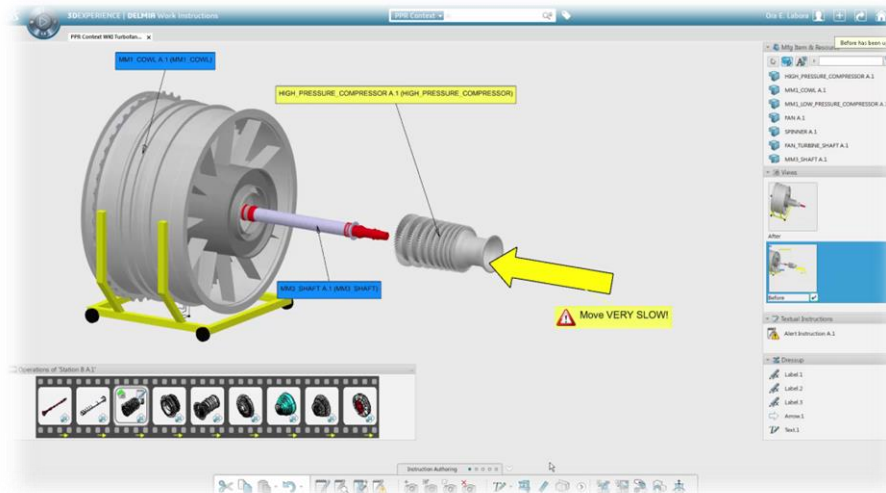 3DEXPERIENCE | DELMIA Work Instructions
PPR Context
Ora E. Labora
PPR Context W40 Turbofan...
Before has been u
MM1_COWL A.1 (MM1_COWL)
HIGH_PRESSURE_COMPRESSOR A.1 (HIGH_PRESSURE_COMPRESSOR)
MM3_SHAFT A.1 (MM3_SHAFT)
Move VERY SLOW!
Mfg Item & Resource
HIGH_PRESSURE_COMPRESSOR A.1
MM1_COWL A.1
MM1_LOW_PRESSURE_COMPRESSOR A.1
FAN A.1
SPINNER A.1
FAN_TURBINE_SHAFT A.1
MM3_SHAFT A.1
Views
After
Before
Textual Instructions
Alert Instruction A.1
Dressup
Label.1
Label.2
Label.3
Arrow.1
Text.1
Operations of 'Station B A.1'
Instruction Authoring